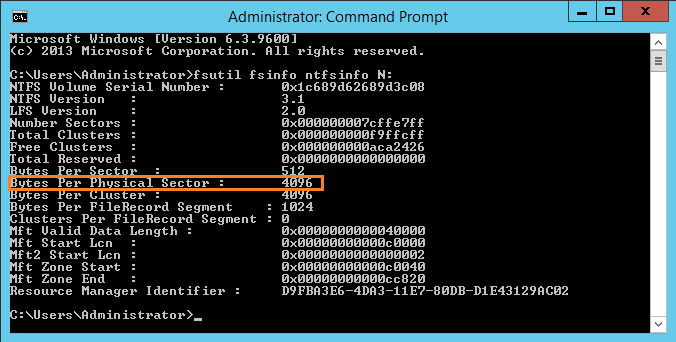 Administrator: Command Prompt
C:\.
Microsoft Windows [Version 6.3.9600]
(c) 2013 Microsoft Corporation. All rights reserved.
C:\Users\Administrator>fsutil fsinfo ntfsinfo N:
NTFS Volume Serial Number :        0x1c689d62689d3c08
NTFS Version   :                   3.1
LFS Version    :                   2.0
Number Sectors :                   0x000000007cffe7ff
Total Clusters :                   0x000000000f9ffcff
Free Clusters  :                   0x000000000aca2426
Total Reserved :                   0x0000000000000000
Bytes Per Sector  :                512
Bytes Per Physical Sector :        4096
Bytes Per Cluster :                4096
Bytes Per FileRecord Segment    : 1024
Clusters Per FileRecord Segment : 0
Mft Valid Data Length :            0x0000000000040000
Mft Start Lcn  :                   0x00000000000c0000
Mft2 Start Lcn :                   0x0000000000000002
Mft Zone Start :                   0x00000000000c0040
Mft Zone End   :                   0x00000000000cc820
Resource Manager Identifier :     D9FBA3E6-4DA3-11E7-80DB-D1E43129AC02
C:\Users\Administrator>_